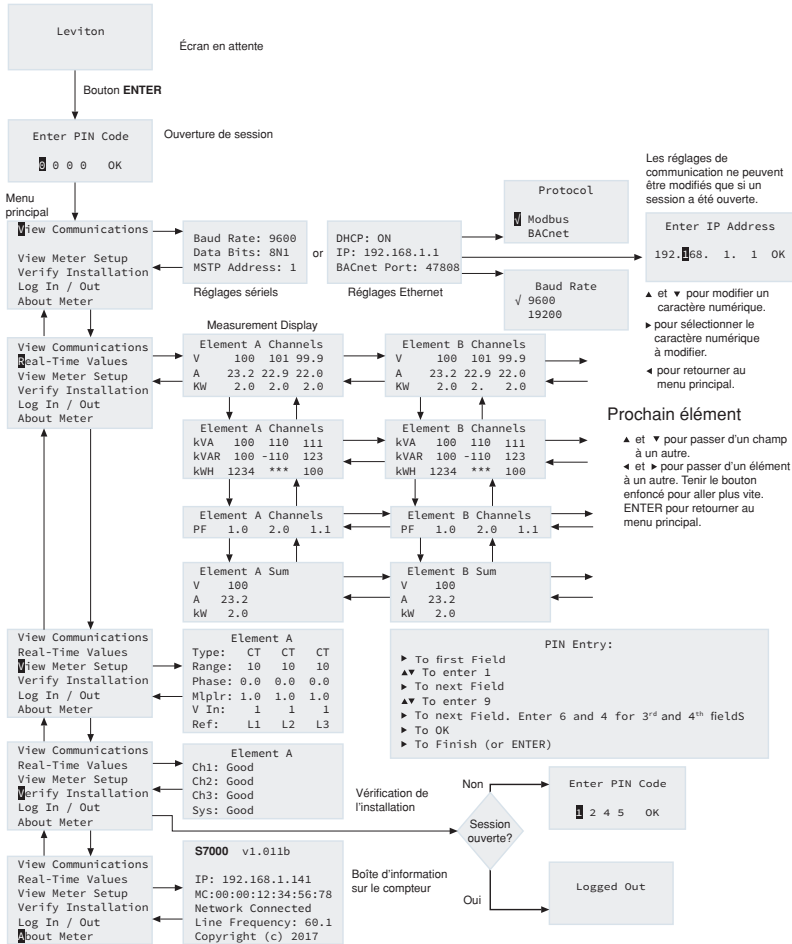 Leviton
Écran en attente
Bouton ENTER
Enter PIN Code
0 0 0 0 OK
Ouverture de session
Menu
principal
View Communications
View Meter Setup
Verify Installation
Log In / Out
About Meter
Baud Rate: 9600
Data Bits: 8N1
MSTP Address: 1
Réglages sériels
or
DHCP: ON
IP: 192.168.1.1
BACnet Port: 47808
Réglages Ethernet
Protocol
√ Modbus
BACnet
Baud Rate
√ 9600
19200
Les réglages de
communication ne peuvent
être modifiés que si un
session a été ouverte.
Enter IP Address
192.168. 1. 1 OK
▲ et ▼ pour modifier un
caractère numérique.
▶ pour sélectionner le
caractère numérique
à modifier.
◀ pour retourner au
menu principal.
Prochain élément
▲ et ▼ pour passer d'un champ
à un autre.
◀ et ▶ pour passer d'un élément
à un autre. Tenir le bouton
enfoncé pour aller plus vite.
ENTER pour retourner au
menu principal.
View Communications
Real-Time Values
View Meter Setup
Verify Installation
Log In / Out
About Meter
Measurement Display
Element A Channels
V 100 101 99.9
A 23.2 22.9 22.0
KW 2.0 2.0 2.0
Element B Channels
V 100 101 99.9
A 23.2 22.9 22.0
KW 2.0 2. 2.0
Element A Channels
kVA 100 110 111
kVAR 100 -110 123
kWH 1234 *** 100
Element B Channels
kVA 100 110 111
kVAR 100 -110 123
kWH 1234 *** 100
Element A Channels
PF 1.0 2.0 1.1
Element B Channels
PF 1.0 2.0 1.1
Element A Sum
V 100
A 23.2
kW 2.0
Element B Sum
V 100
A 23.2
kW 2.0
View Communications
Real-Time Values
View Meter Setup
Verify Installation
Log In / Out
About Meter
Element A
Type: CT CT CT
Range: 10 10 10
Phase: 0.0 0.0 0.0
Mlplr: 1.0 1.0 1.0
V In: 1 1 1
Ref: L1 L2 L3
PIN Entry:
▶ To first Field
▲▼ To enter 1
▶ To next Field
▲▼ To enter 9
▶ To next Field. Enter 6 and 4 for 3rd and 4th fieldS
▶ To OK
▶ To Finish (or ENTER)
View Communications
Real-Time Values
View Meter Setup
Verify Installation
Log In / Out
About Meter
Element A
Ch1: Good
Ch2: Good
Ch3: Good
Sys: Good
Vérification de
l'installation
Session
ouverte?
Non
Enter PIN Code
1 2 4 5 OK
Oui
Logged Out
View Communications
Real-Time Values
View Meter Setup
Verify Installation
Log In / Out
About Meter
S7000 v1.011b
IP: 192.168.1.141
MC:00:00:12:34:56:78
Network Connected
Line Frequency: 60.1
Copyright (c) 2017
Boîte d'information
sur le compteur